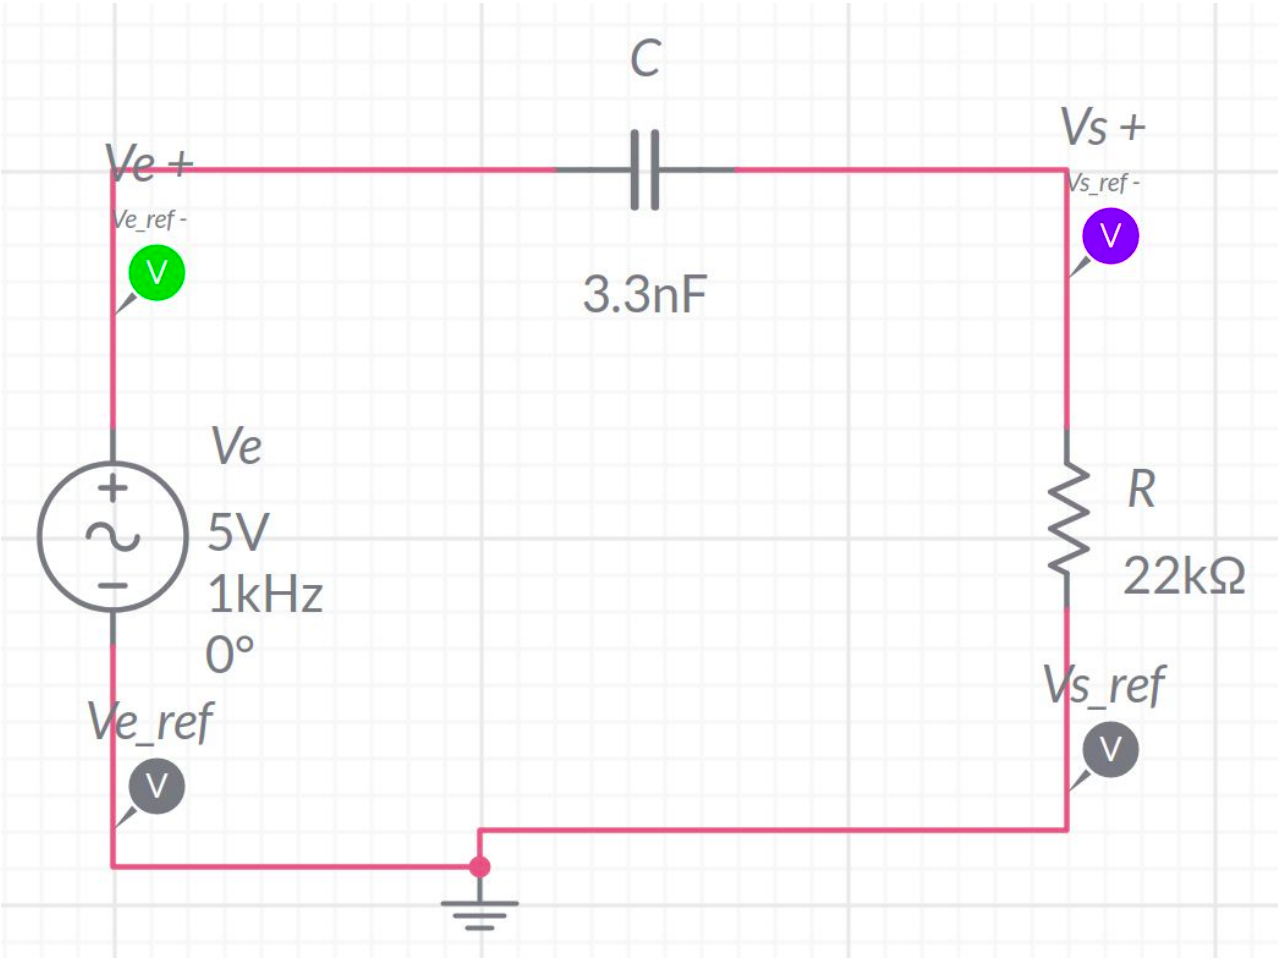 C
Vs +
Ve +
Vs_ref -
Ve_ref -
V
V
3.3nF
Ve
R
5V
22kΩ
1kHz
0°
Vs_ref
Ve_ref
V
V